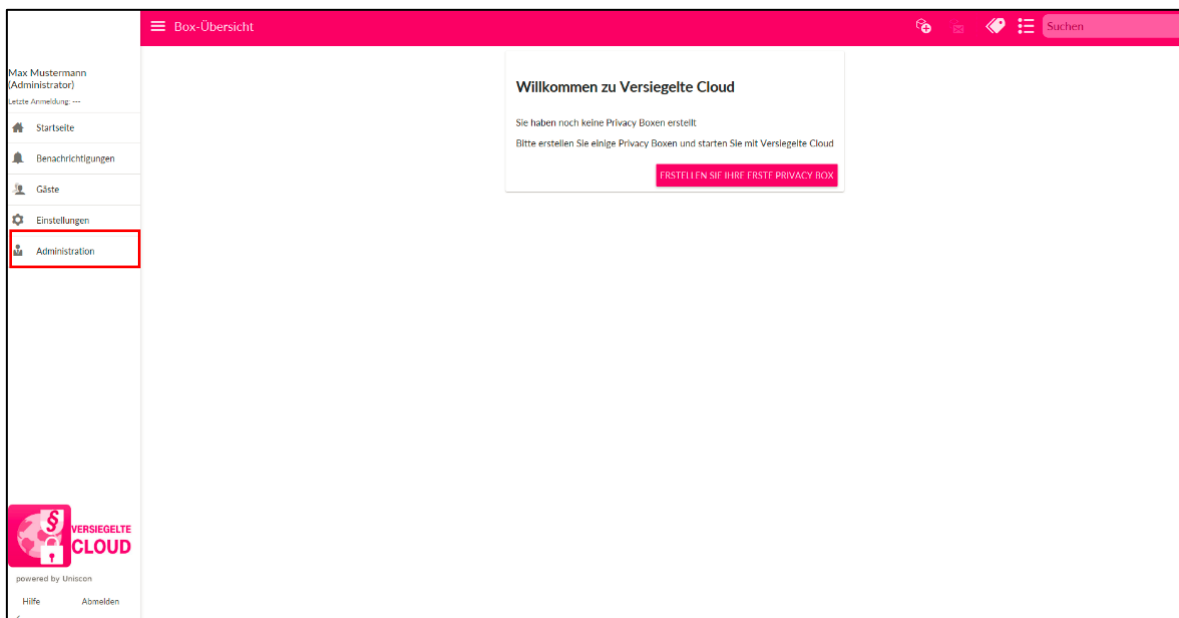 Box-Übersicht
Suchen
Max Mustermann
(Administrator)
Letzte Anmeldung: ---
Startseite
Benachrichtigungen
Gäste
Einstellungen
Administration
Willkommen zu Versiegelte Cloud
Sie haben noch keine Privacy Boxen erstellt
Bitte erstellen Sie einige Privacy Boxen und starten Sie mit Versiegelte Cloud
ERSTELLEN SIE IHRE ERSTE PRIVACY BOX
§
VERSIEGELTE
CLOUD
powered by Uniscon
Hilfe Abmelden